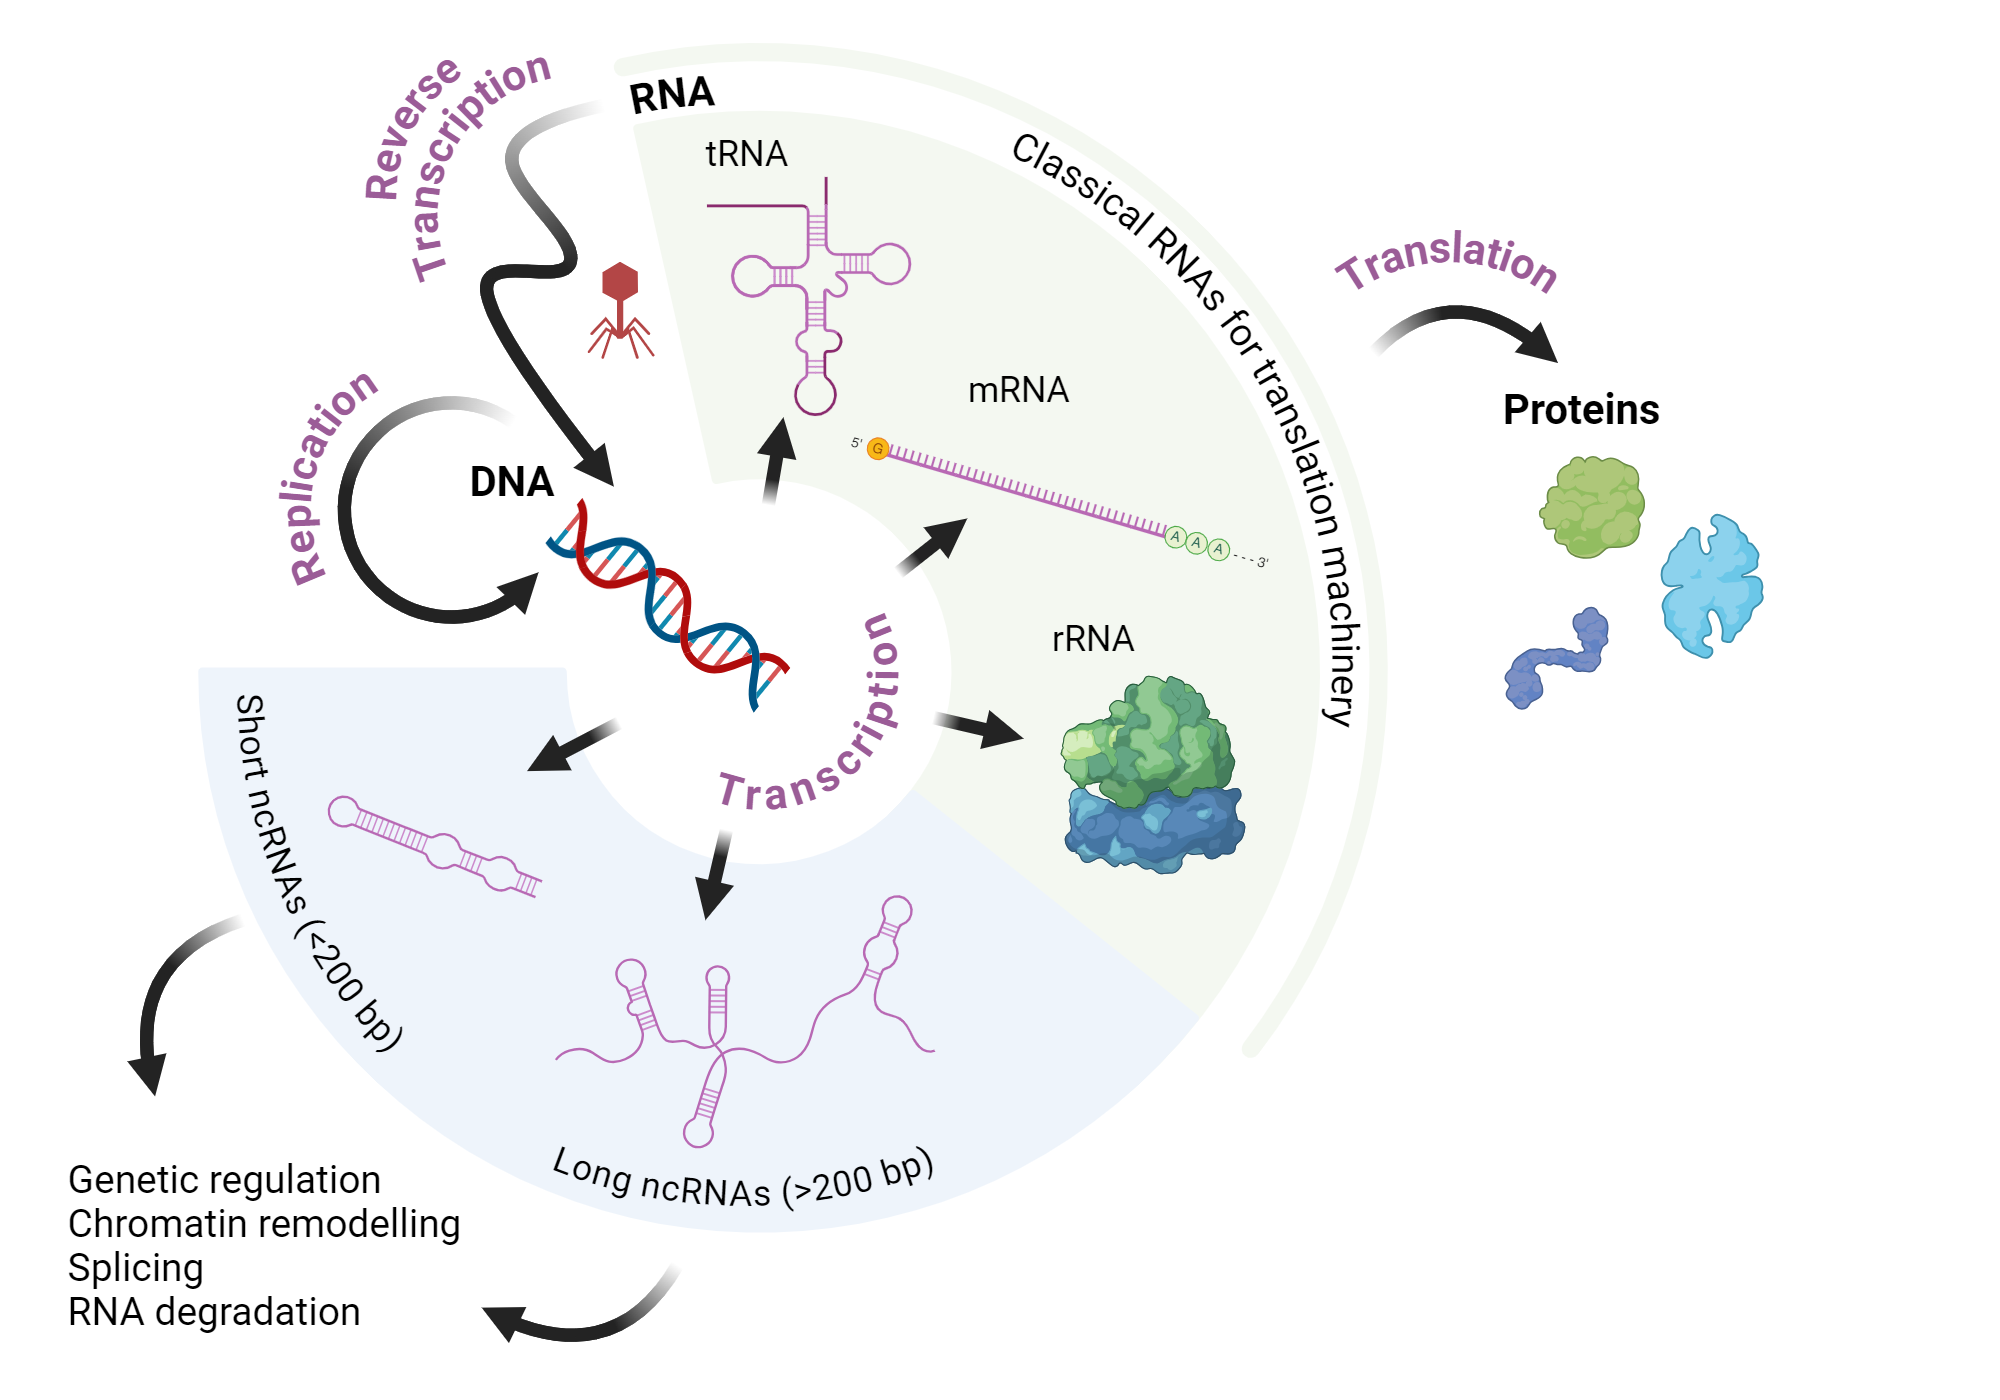 Reverse
Transcription
RNA
tRNA
Classical RNAs for translation machinery
Translation
Replication
DNA
mRNA
5'
G
A
A
A
3'
Proteins
rRNA
Transcription
Short ncRNAs (<200 bp)
Long ncRNAs (>200 bp)
Genetic regulation
Chromatin remodelling
Splicing
RNA degradation